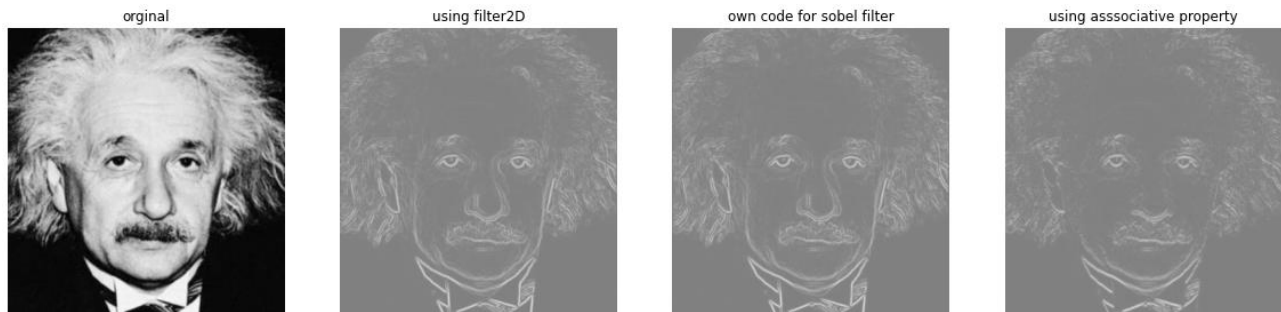 orginal
using filter2D
own code for sobel filter
using asssociative property